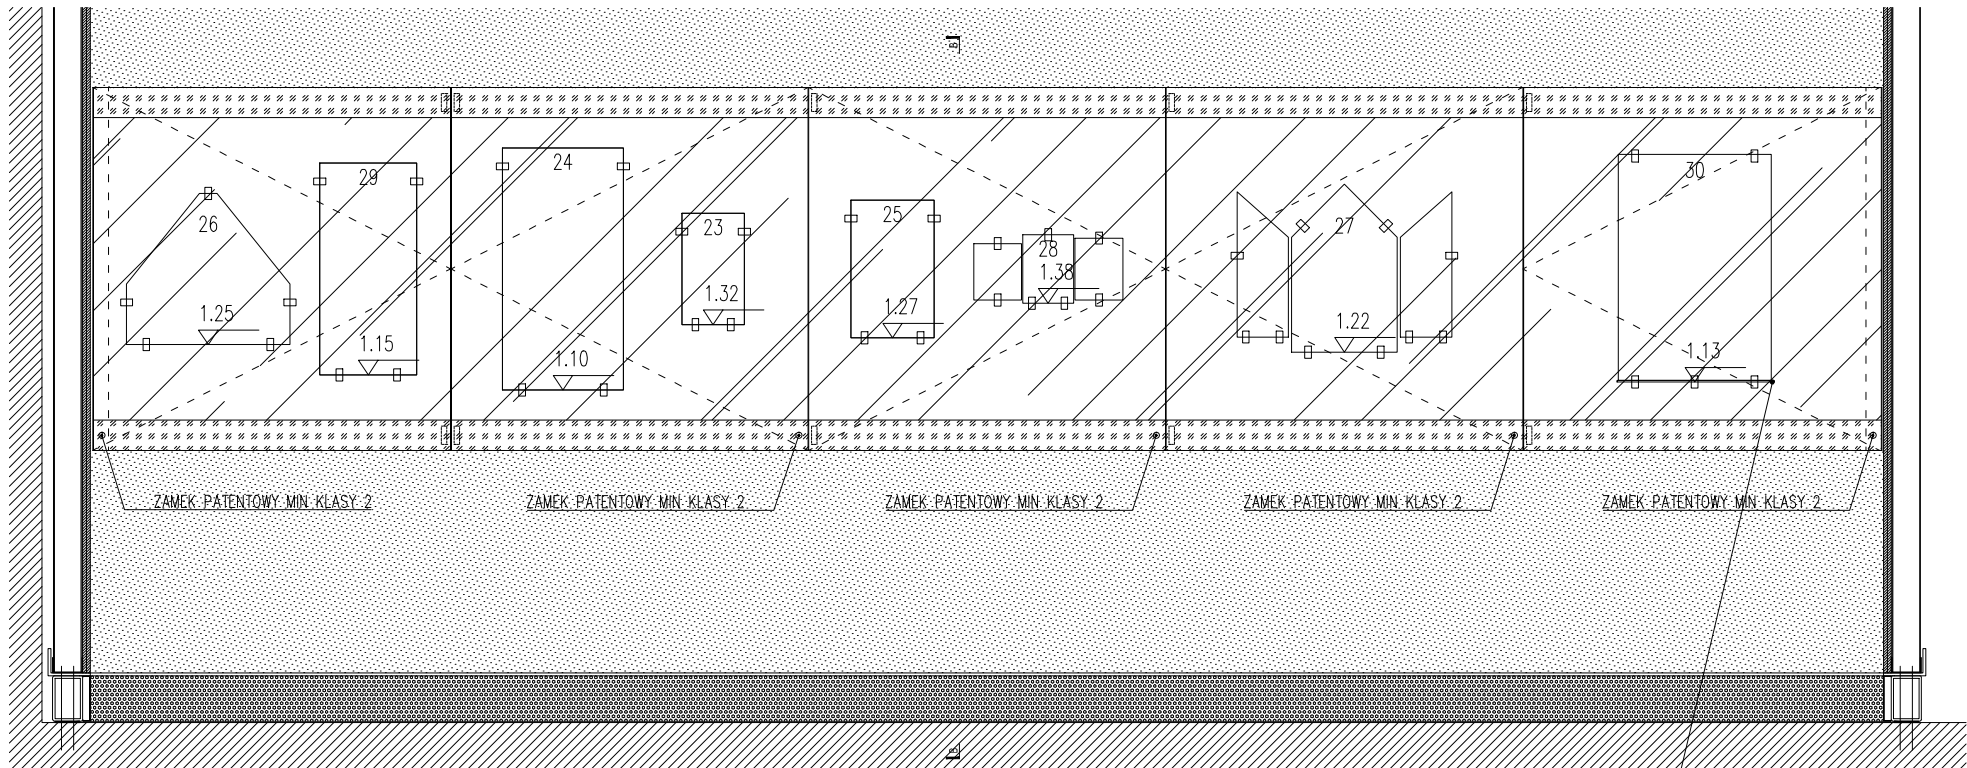 B
29
24
30
23
25
26
27
28
1.38
1.32
1.27
1.25
1.22
1.15
1.13
1.10
ZAMEK PATENTOWY MIN KLASY 2
ZAMEK PATENTOWY MIN KLASY 2
ZAMEK PATENTOWY MIN KLASY 2
ZAMEK PATENTOWY MIN KLASY 2
ZAMEK PATENTOWY MIN KLASY 2
B